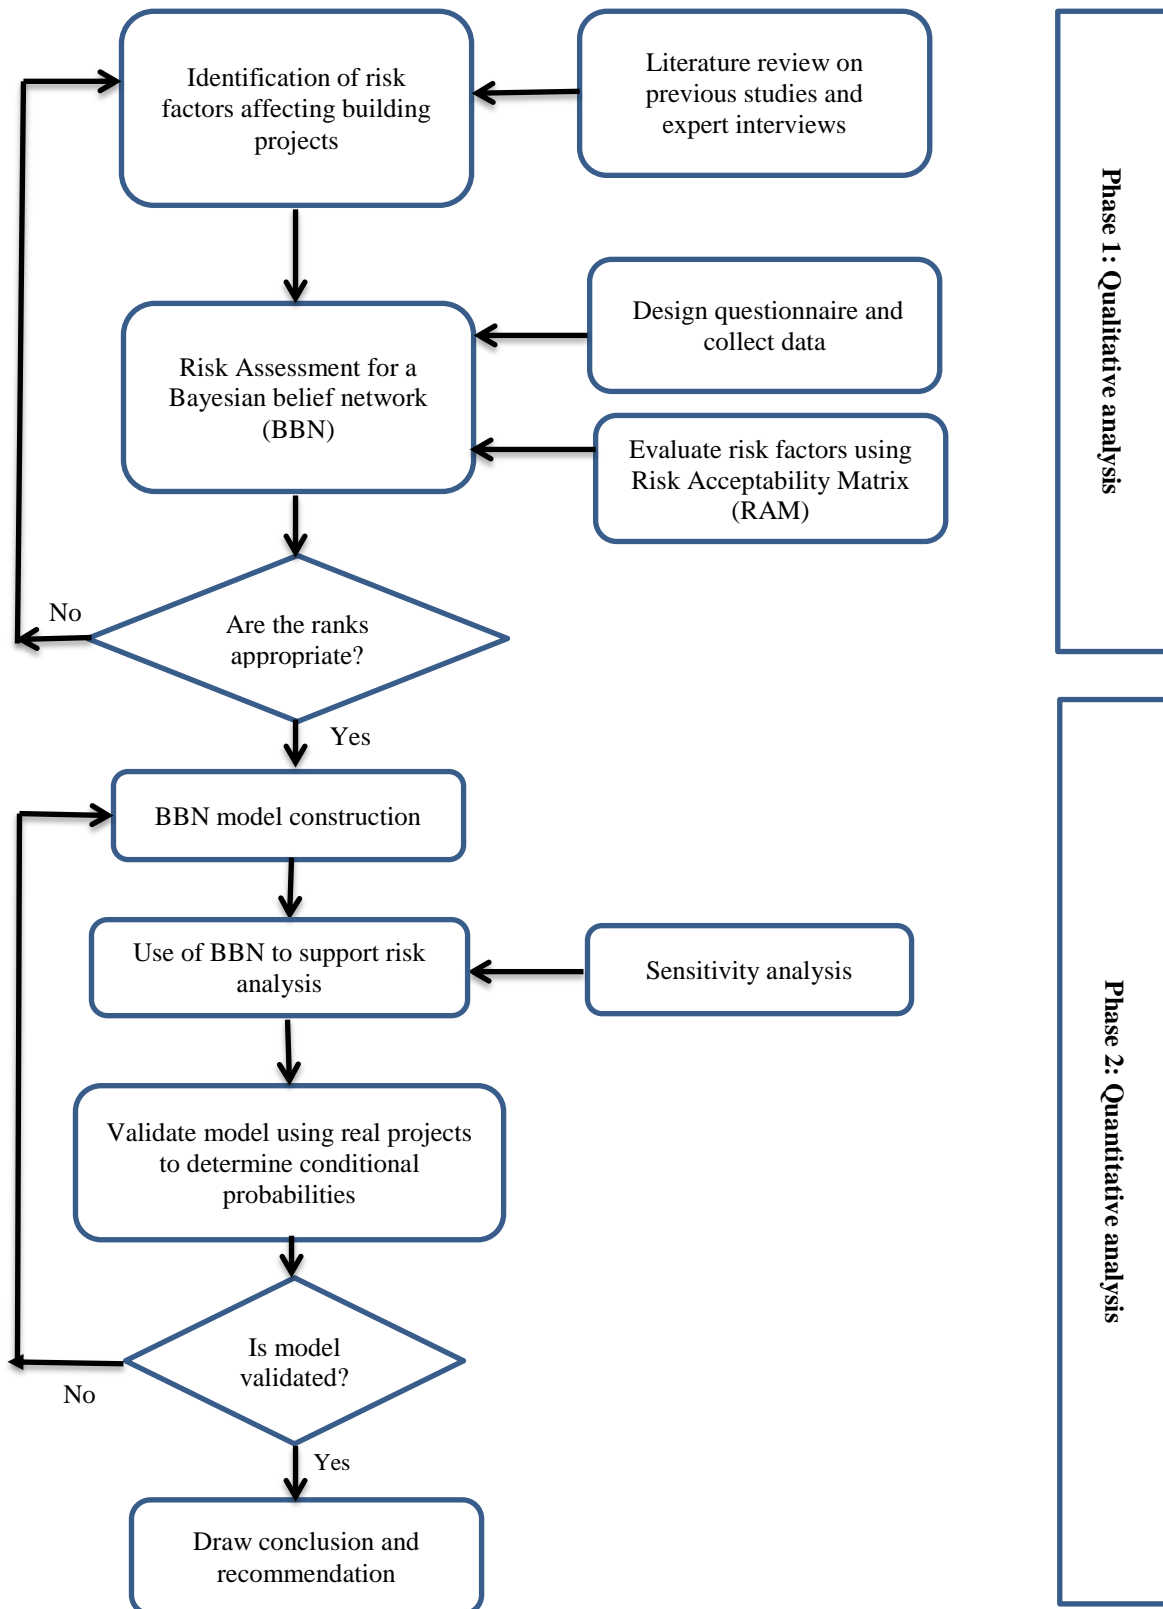 Identification of risk
factors affecting building
projects
Literature review on
previous studies and
expert interviews
Phase 1: Qualitative analysis
Design questionnaire and
collect data
Risk Assessment for a
Bayesian belief network
(BBN)
Evaluate risk factors using
Risk Acceptability Matrix
(RAM)
No
Are the ranks
appropriate?
Yes
BBN model construction
Use of BBN to support risk
analysis
Sensitivity analysis
Phase 2: Quantitative analysis
Validate model using real projects
to determine conditional
probabilities
Is model
validated?
No
Yes
Draw conclusion and
recommendation